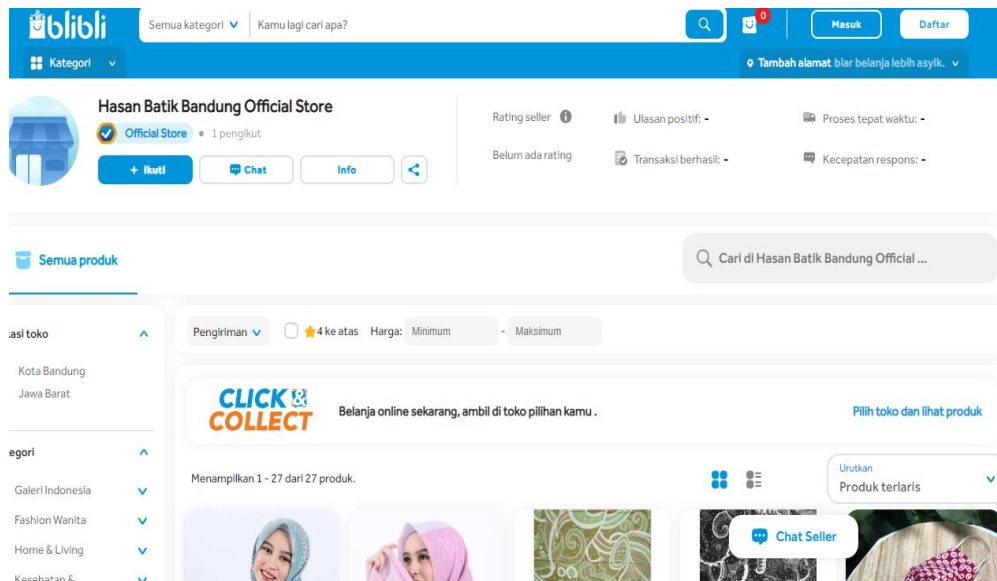 blibli
Semua kategori
Kamu lagi cari apa?
0
Masuk
Daftar
Kategori
Tambah alamat biar belanja lebih asyik.
Hasan Batik Bandung Official Store
Official Store • 1 pengikut
+ Ikuti
Chat
Info
Rating seller
Belum ada rating
Ulasan positif: -
Transaksi berhasil: -
Proses tepat waktu: -
Kecepatan respons: -
Semua produk
Cari di Hasan Batik Bandung Official ...
asi toko
Kota Bandung
Jawa Barat
egori
Galeri Indonesia
Fashion Wanita
Home & Living
Kesehatan &
Pengiriman
4 ke atas
Harga:
Minimum
-
Maksimum
CLICK &
COLLECT
Belanja online sekarang, ambil di toko pilihan kamu .
Pilih toko dan lihat produk
Menampilkan 1 - 27 dari 27 produk.
Urutkan
Produk terlaris
Chat Seller